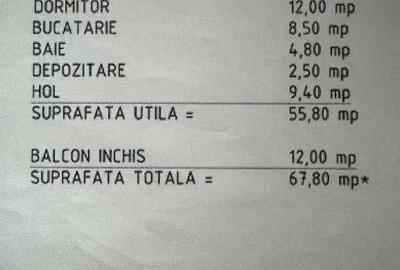 DORMITOR 12,00 mp
BUCATARIE 8,50 mp
BAIE 4,80 mp
DEPOZITARE 2,50 mp
HOL 9,40 mp
SUPRAFATA UTILA = 55,80 mp
BALCON INCHIS 12,00 mp
SUPRAFATA TOTALA = 67,80 mp*